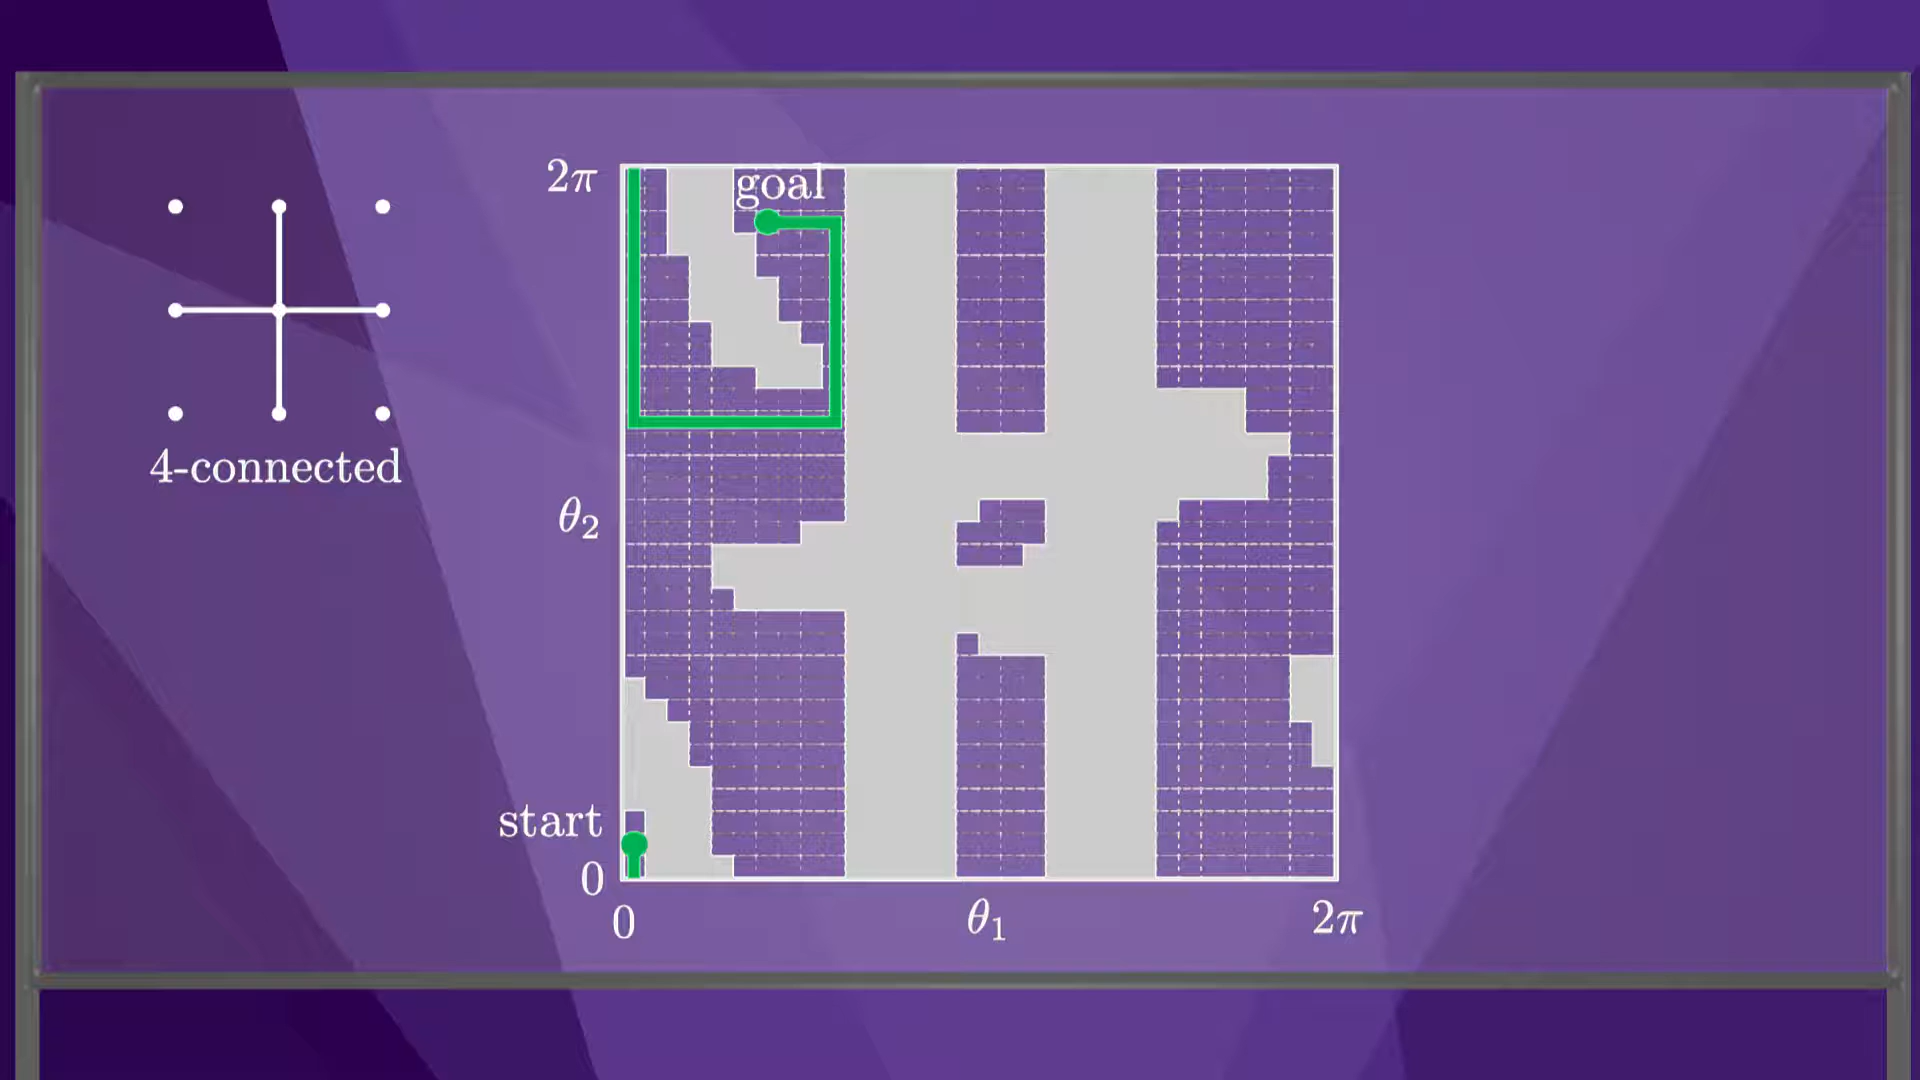 2π
goal
4-connected
θ₂
start
0
0
θ₁
2π